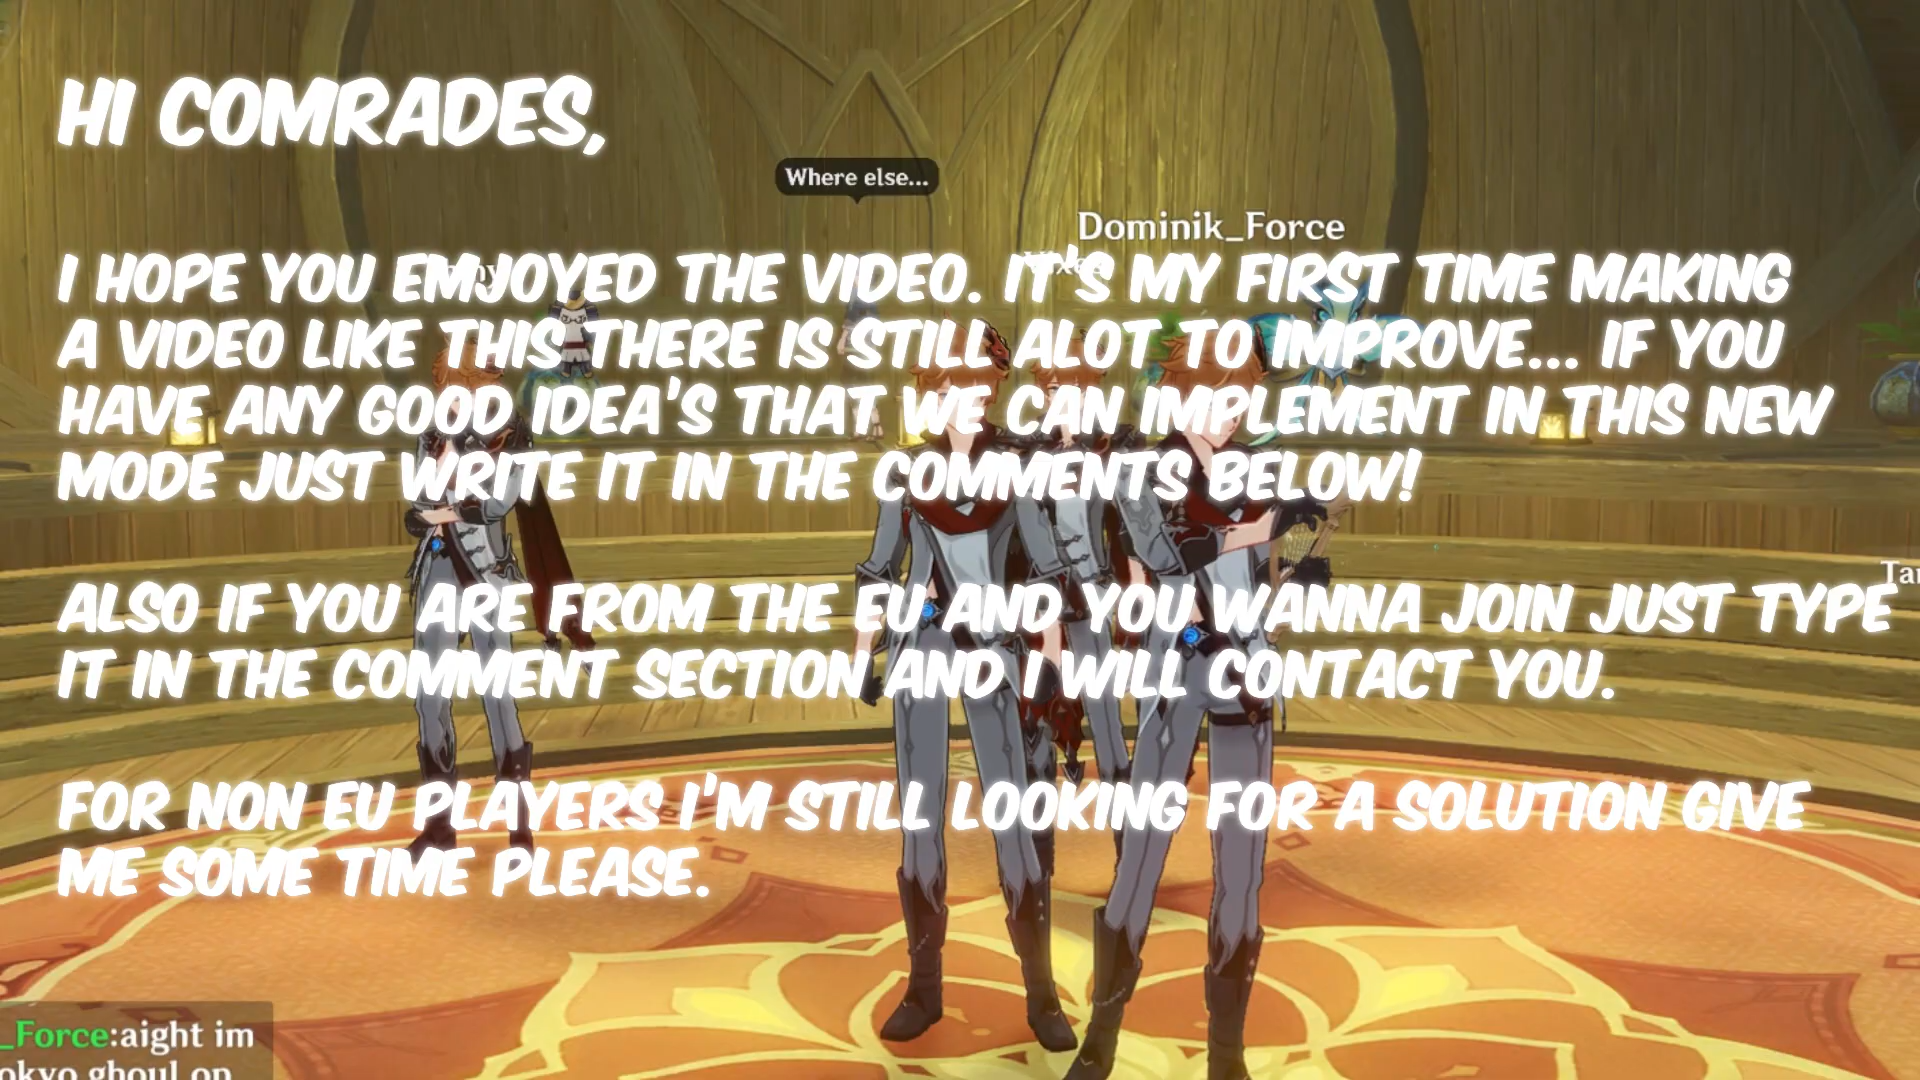 HI COMRADES,
Where else...
Dominik_Force
I HOPE YOU EMJOYED THE VIDEO. IT'S MY FIRST TIME MAKING
A VIDEO LIKE THIS THERE IS STILL ALOT TO IMPROVE... IF YOU
HAVE ANY GOOD IDEA'S THAT WE CAN IMPLEMENT IN THIS NEW
MODE JUST WRITE IT IN THE COMMENTS BELOW!
Tar
ALSO IF YOU ARE FROM THE EU AND YOU WANNA JOIN JUST TYPE
IT IN THE COMMENT SECTION AND I WILL CONTACT YOU.
FOR NON EU PLAYERS I'M STILL LOOKING FOR A SOLUTION GIVE
ME SOME TIME PLEASE.
_Force:aight im
okyo ghoul op